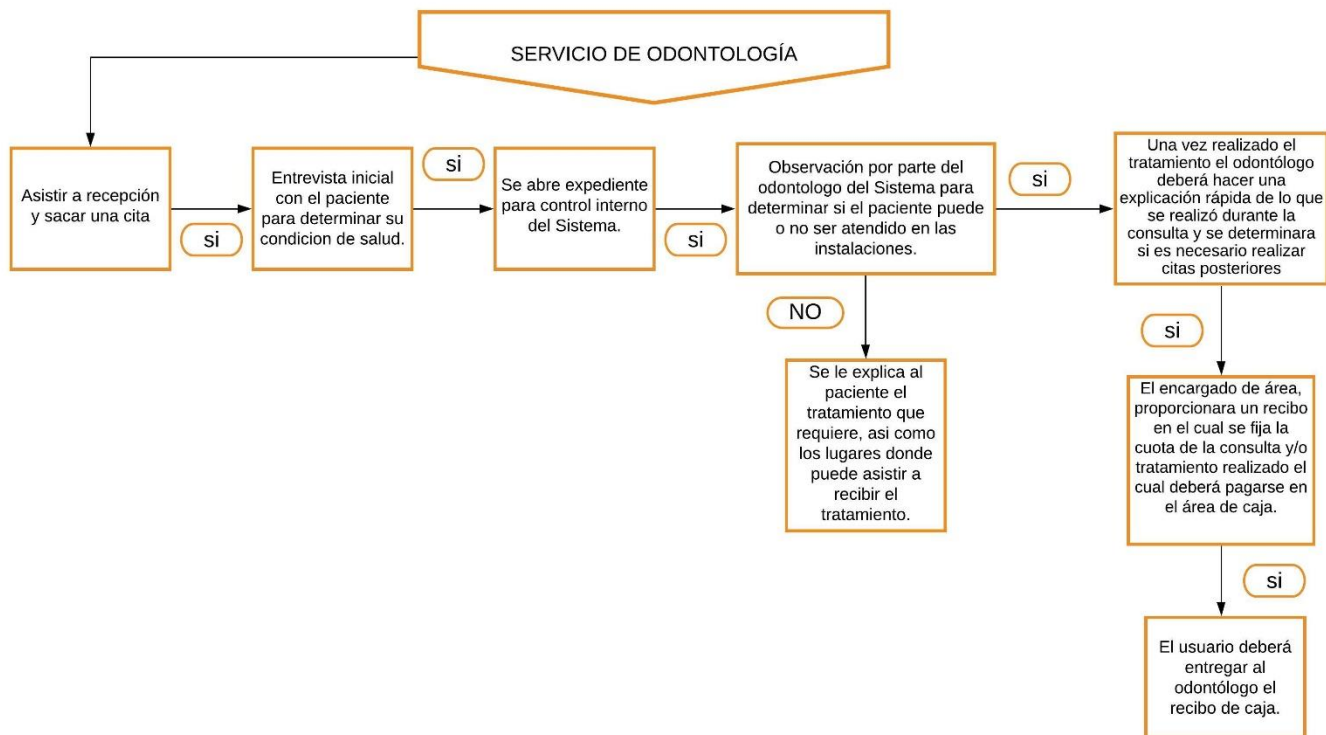 SERVICIO DE ODONTOLOGÍA
Asistir a recepción
y sacar una cita
si
Entrevista inicial
con el paciente
para determinar su
condicion de salud.
si
Se abre expediente
para control interno
del Sistema.
si
Observación por parte del
odontologo del Sistema para
determinar si el paciente puede
o no ser atendido en las
instalaciones.
si
NO
Se le explica al
paciente el
tratamiento que
requiere, asi como
los lugares donde
puede asistir a
recibir el
tratamiento.
Una vez realizado el
tratamiento el odontólogo
deberá hacer una
explicación rápida de lo que
se realizó durante la
consulta y se determinara
si es necesario realizar
citas posteriores
si
El encargado de área,
proporcionara un recibo
en el cual se fija la
cuota de la consulta y/o
tratamiento realizado el
cual deberá pagarse en
el área de caja.
si
El usuario deberá
entregar al
odontólogo el
recibo de caja.